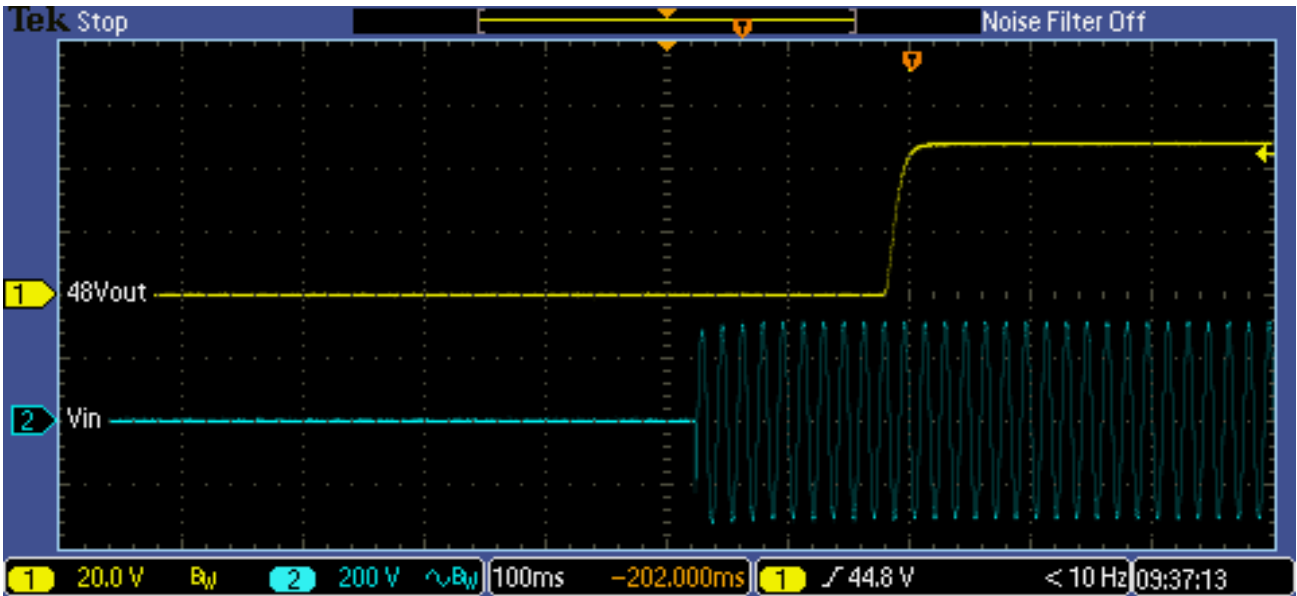 Tek Stop Noise Filter Off
T
T
1 48Vout
2 Vin
1 20.0 V BW 2 200 V ∿BW 100ms −202.000ms 1 ⌡ 44.8 V < 10 Hz 09:37:13